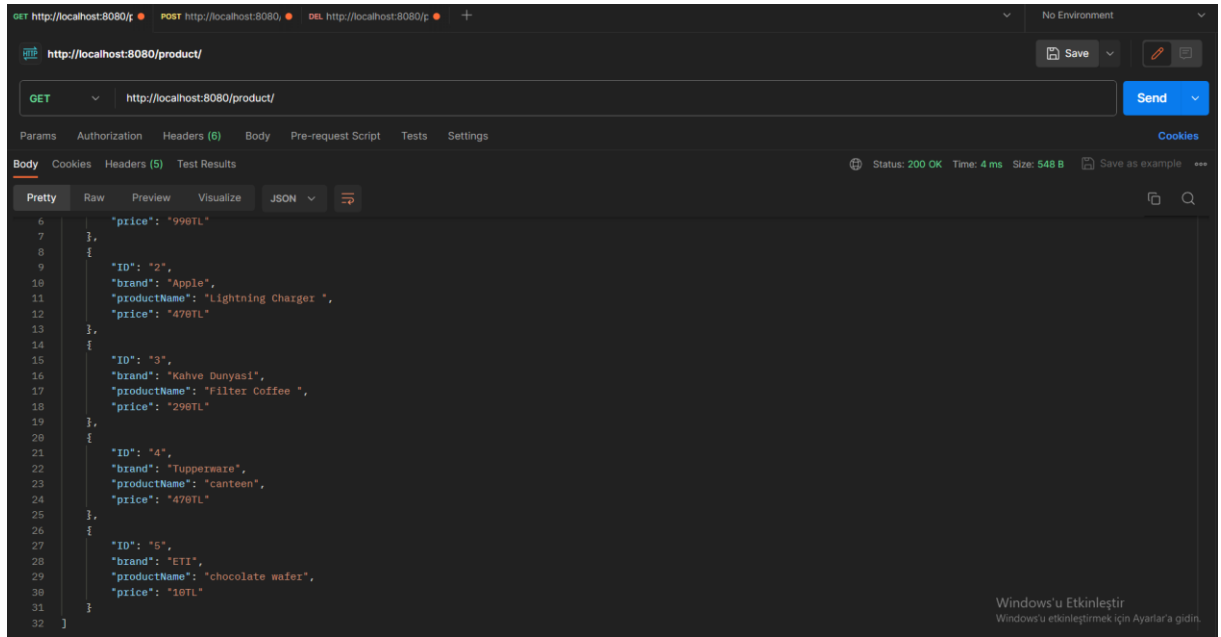 GET http://localhost:8080/p POST http://localhost:8080, DEL http://localhost:8080/p + No Environment
HTTP http://localhost:8080/product/ Save
GET http://localhost:8080/product/ Send
Params Authorization Headers (6) Body Pre-request Script Tests Settings Cookies
Body Cookies Headers (5) Test Results Status: 200 OK Time: 4 ms Size: 548 B Save as example
Pretty Raw Preview Visualize JSON
6 "price": "990TL"
7 },
8 {
9 "ID": "2",
10 "brand": "Apple",
11 "productName": "Lightning Charger ",
12 "price": "470TL"
13 },
14 {
15 "ID": "3",
16 "brand": "Kahve Dunyasi",
17 "productName": "Filter Coffee ",
18 "price": "290TL"
19 },
20 {
21 "ID": "4",
22 "brand": "Tupperware",
23 "productName": "canteen",
24 "price": "470TL"
25 },
26 {
27 "ID": "5",
28 "brand": "ETI",
29 "productName": "chocolate wafer",
30 "price": "10TL"
31 }
32 ]
Windows'u Etkinleştir
Windows'u etkinleştirmek için Ayarlar'a gidin.